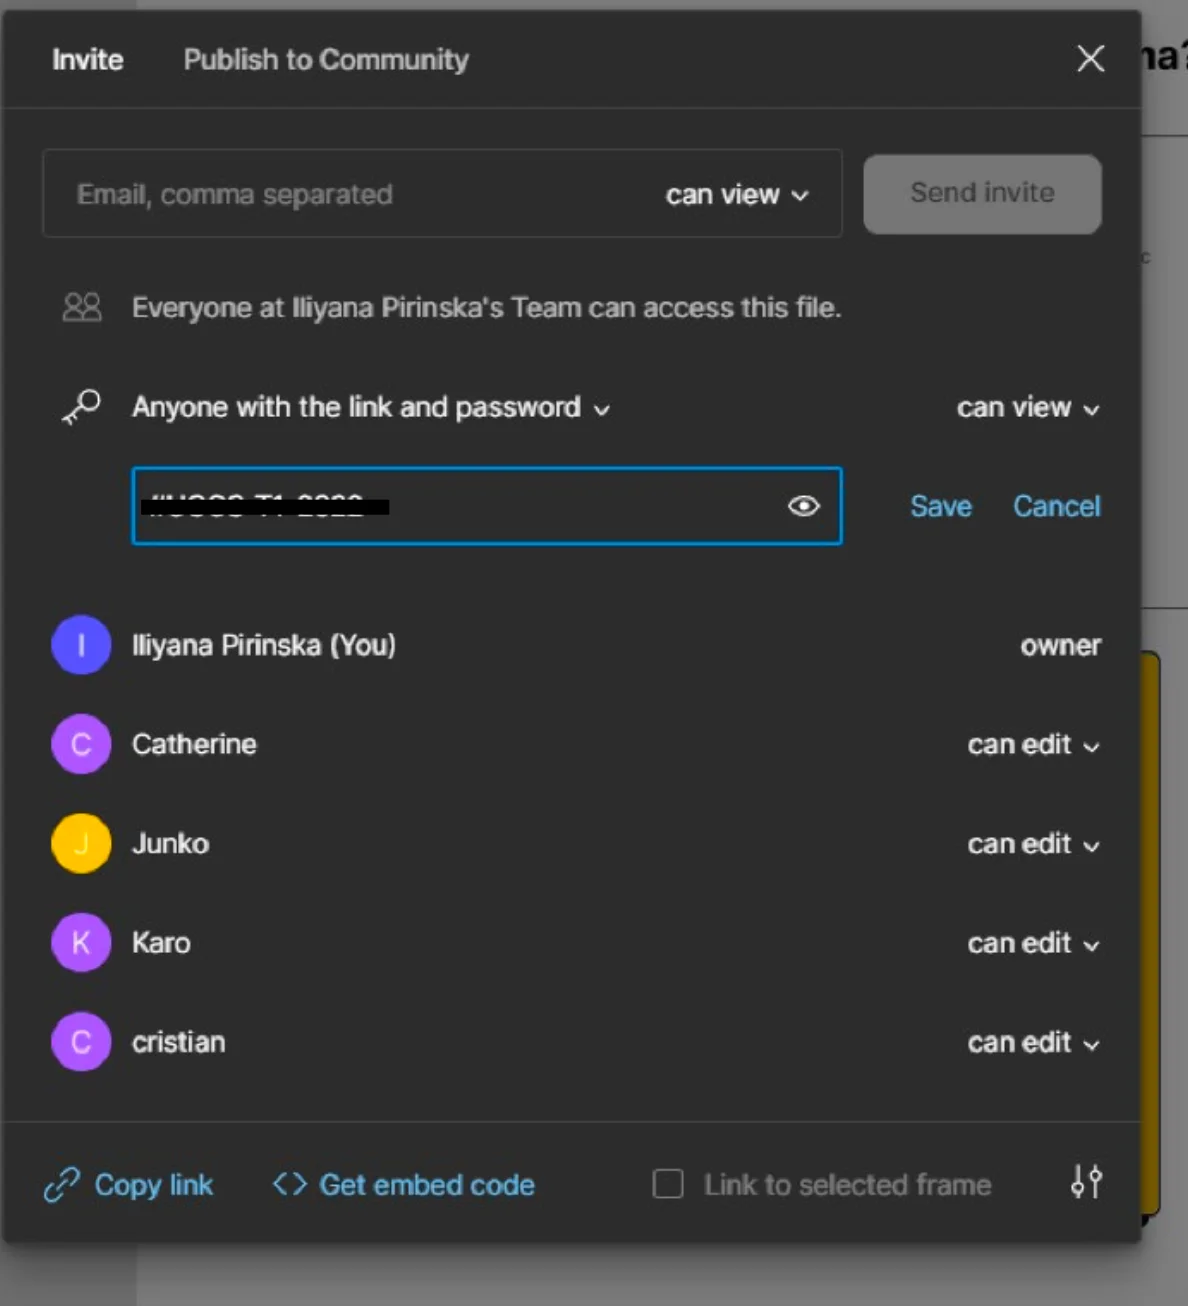 Invite Publish to Community
Email, comma separated can view Send invite
Everyone at Iliyana Pirinska's Team can access this file.
Anyone with the link and password can view
Save Cancel
I Iliyana Pirinska (You) owner
C Catherine can edit
J Junko can edit
K Karo can edit
C cristian can edit
Copy link <> Get embed code Link to selected frame